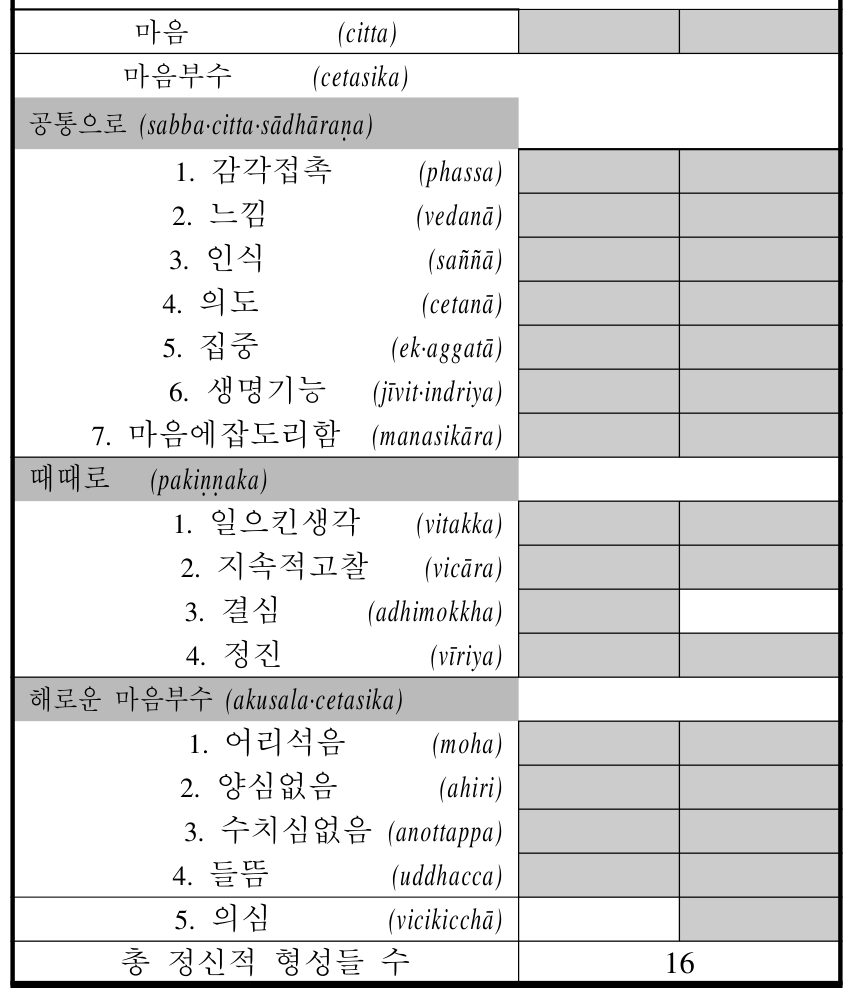 마음 (citta)
마음부수 (cetasika)
공통으로 (sabba·citta·sādhāraṇa)
1. 감각접촉 (phassa)
2. 느낌 (vedanā)
3. 인식 (saññā)
4. 의도 (cetanā)
5. 집중 (ek·aggatā)
6. 생명기능 (jīvit·indriya)
7. 마음에잡도리함 (manasikāra)
때때로 (pakiṇṇaka)
1. 일으킨생각 (vitakka)
2. 지속적고찰 (vicāra)
3. 결심 (adhimokkha)
4. 정진 (vīriya)
해로운 마음부수 (akusala·cetasika)
1. 어리석음 (moha)
2. 양심없음 (ahiri)
3. 수치심없음 (anottappa)
4. 들뜸 (uddhacca)
5. 의심 (vicikicchā)
총 정신적 형성들 수 16